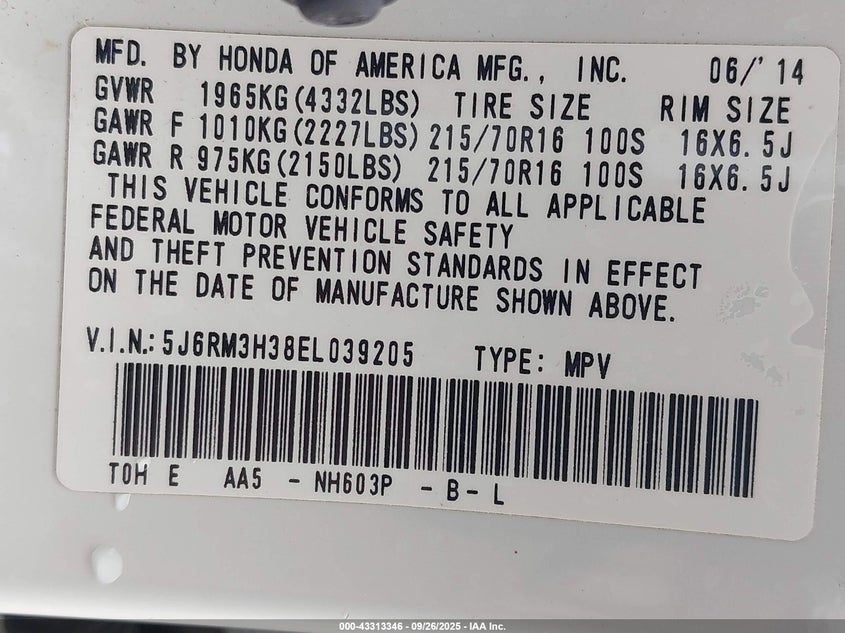 MFD. BY HONDA OF AMERICA MFG., INC. 06/'14
GVWR 1965KG(4332LBS) TIRE SIZE RIM SIZE
GAWR F 1010KG(2227LBS) 215/70R16 100S 16X6.5J
GAWR R 975KG(2150LBS) 215/70R16 100S 16X6.5J
THIS VEHICLE CONFORMS TO ALL APPLICABLE
FEDERAL MOTOR VEHICLE SAFETY
AND THEFT PREVENTION STANDARDS IN EFFECT
ON THE DATE OF MANUFACTURE SHOWN ABOVE.
V.I.N.: 5J6RM3H38EL039205 TYPE: MPV
T0H E AA5 - NH603P - B - L
000-43313346 - 09/26/2025 - IAA Inc.